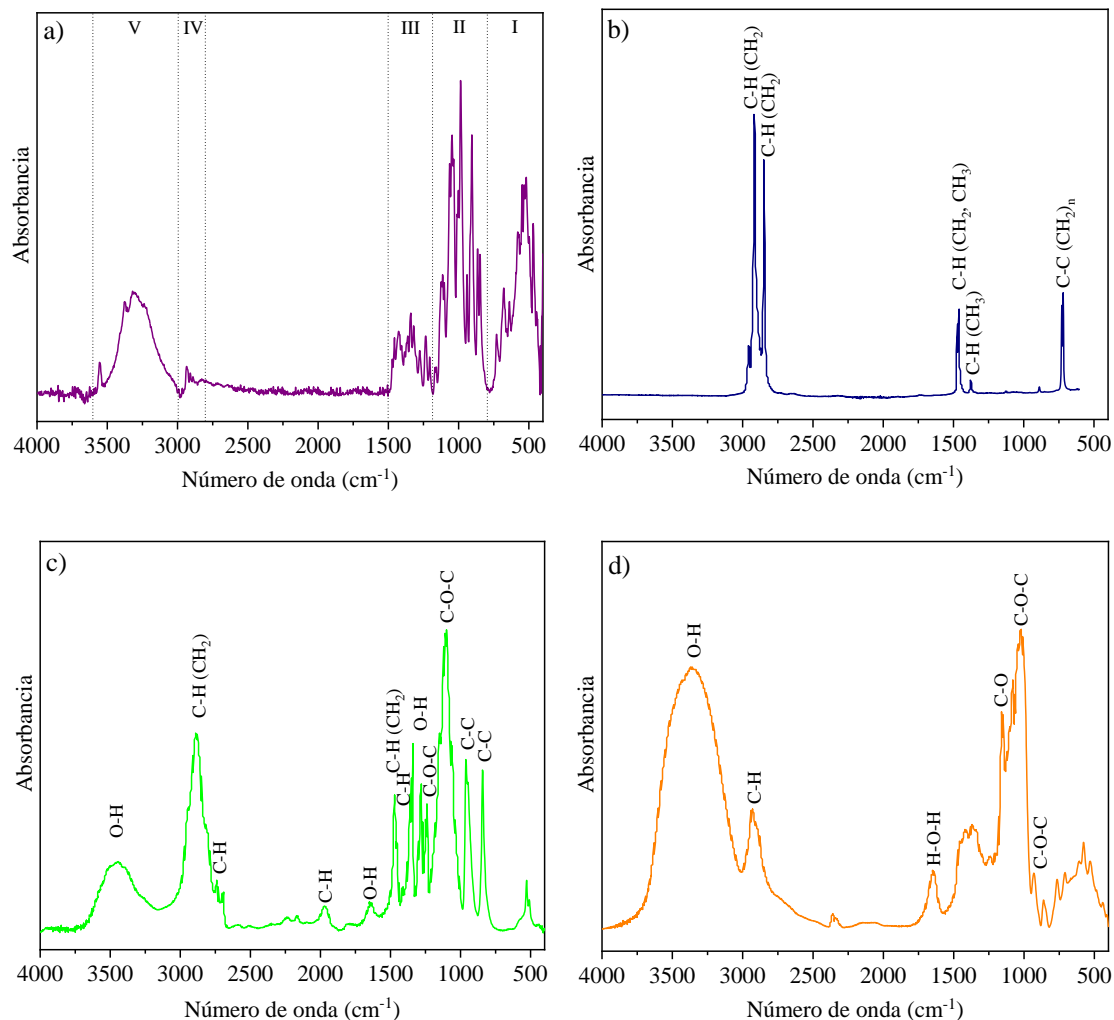 a)
V
IV
III
II
I
Absorbancia
4000 3500 3000 2500 2000 1500 1000 500
Número de onda (cm⁻¹)
b)
C-H (CH₂)
C-H (CH₂)
C-H (CH₂, CH₃)
C-H (CH₃)
C-C (CH₂)ₙ
Absorbancia
4000 3500 3000 2500 2000 1500 1000 500
Número de onda (cm⁻¹)
c)
O-H
C-H (CH₂)
C-H
C-H
O-H
C-H (CH₂)
C-H
O-H
C-O-C
C-O-C
C-C
C-C
Absorbancia
4000 3500 3000 2500 2000 1500 1000 500
Número de onda (cm⁻¹)
d)
O-H
C-H
H-O-H
C-O
C-O-C
C-O-C
Absorbancia
4000 3500 3000 2500 2000 1500 1000 500
Número de onda (cm⁻¹)